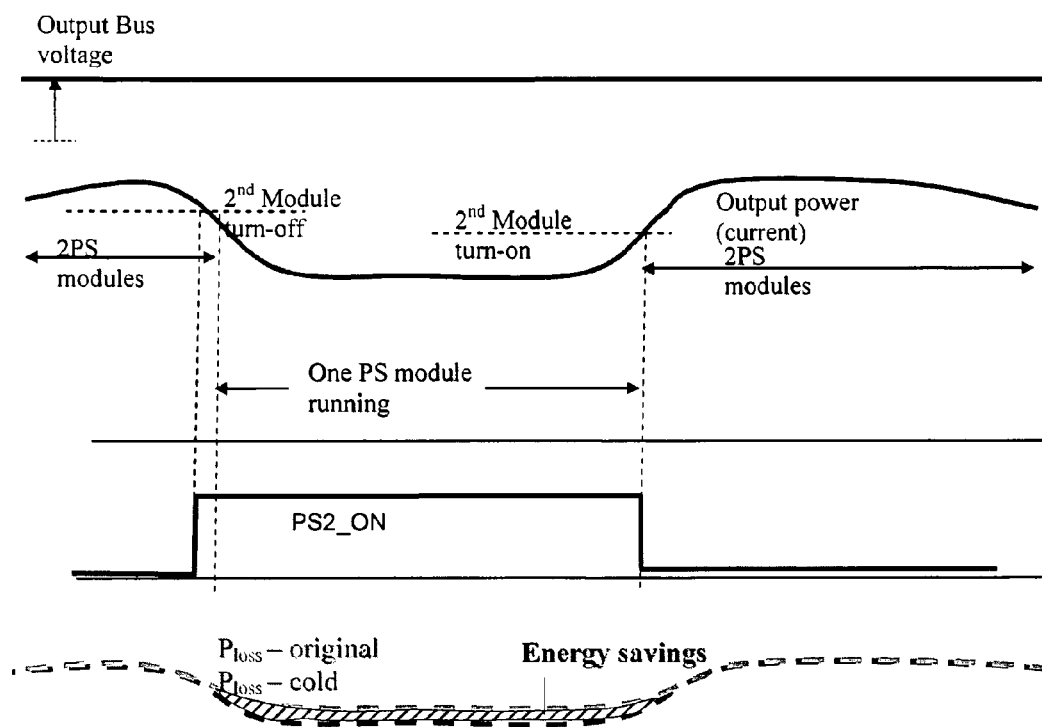 Output Bus
voltage
2nd Module
turn-off
2nd Module
turn-on
Output power
(current)
2PS
modules
2PS
modules
One PS module
running
PS2_ON
Ploss – original
Ploss – cold
Energy savings